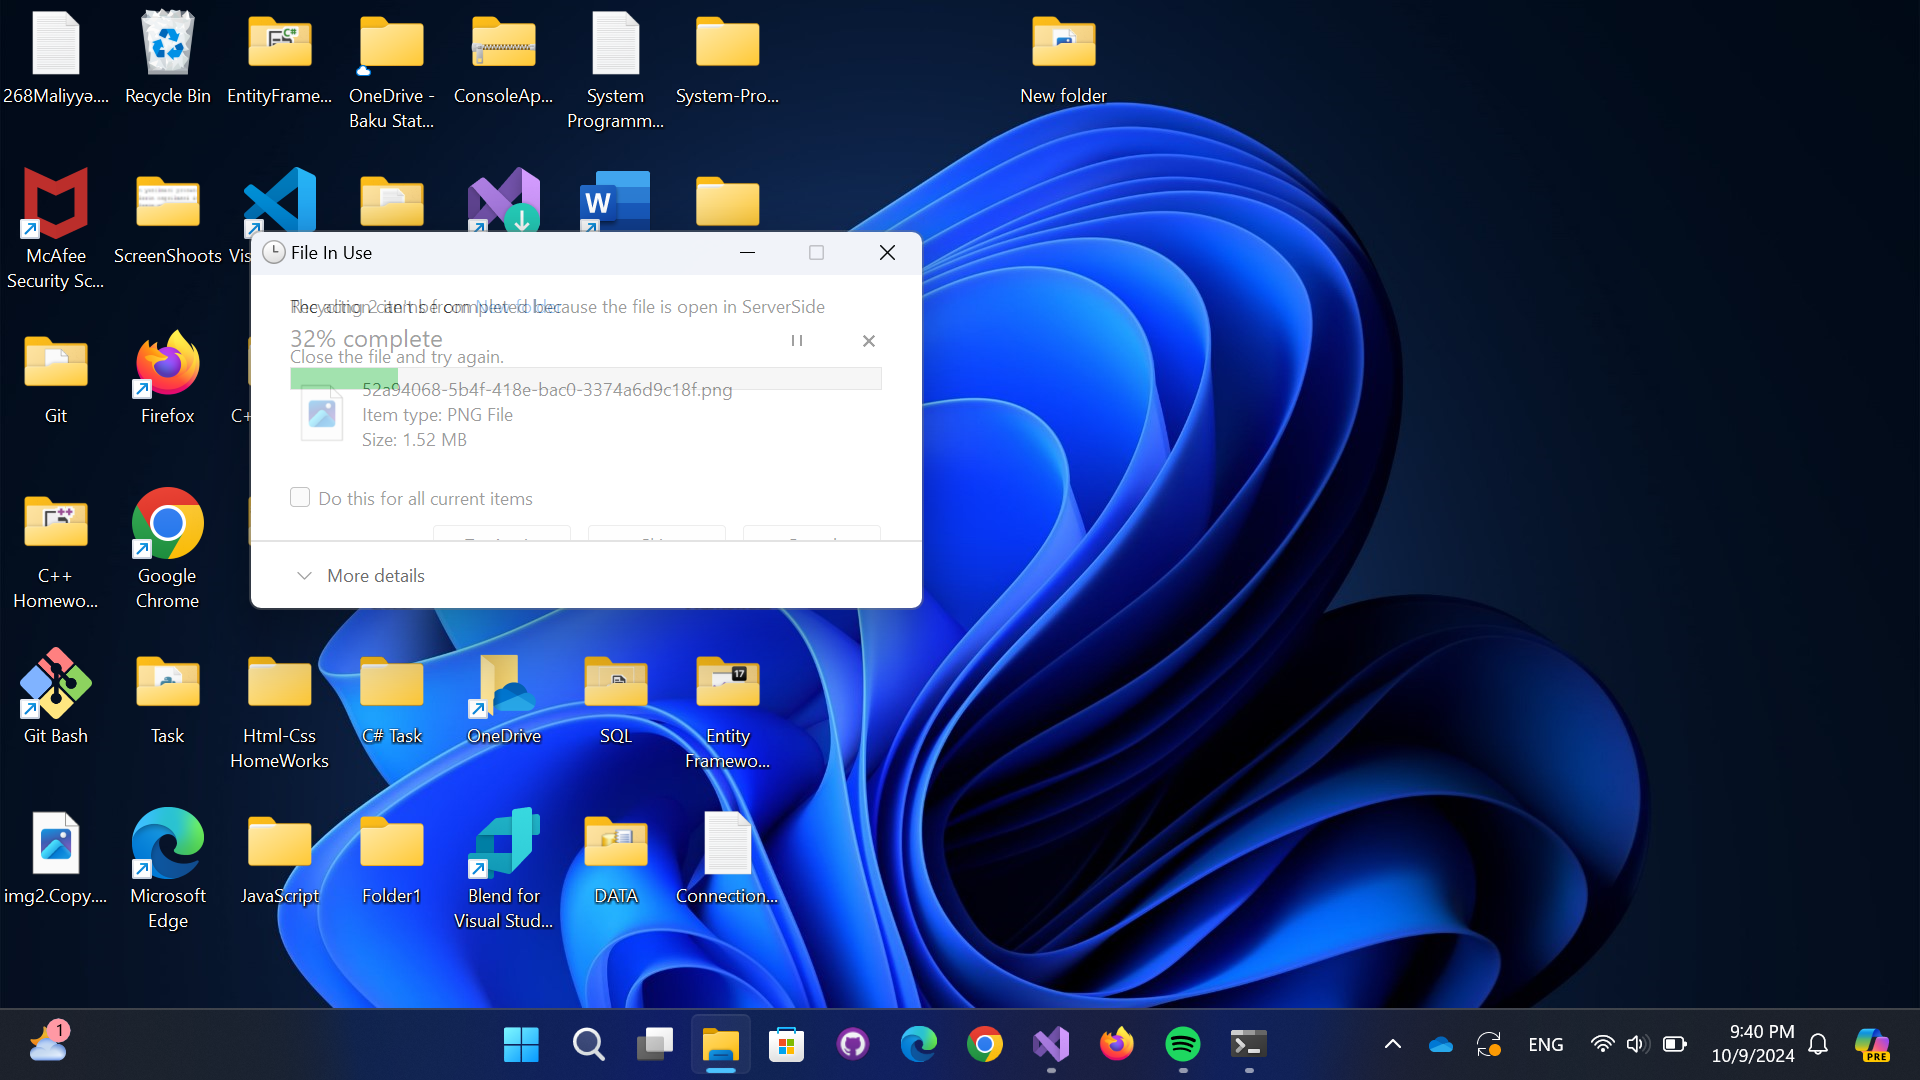 268Maliyyə....
Recycle Bin
EntityFrame...
OneDrive -
Baku Stat...
ConsoleAp...
System
Programm...
System-Pro...
New folder
McAfee
Security Sc...
ScreenShoots
Vis
W
File In Use
The action can't be completed because the file is open in ServerSide
Recycling 2 items from New folder
32% complete
Close the file and try again.
52a94068-5b4f-418e-bac0-3374a6d9c18f.png
Item type: PNG File
Size: 1.52 MB
Do this for all current items
More details
Git
Firefox
C+
C++
Homewo...
Google
Chrome
Git Bash
Task
Html-Css
HomeWorks
C# Task
OneDrive
SQL
17
Entity
Framewo...
img2.Copy....
Microsoft
Edge
JavaScript
Folder1
Blend for
Visual Stud...
DATA
Connection...
1
ENG
9:40 PM
10/9/2024
PRE